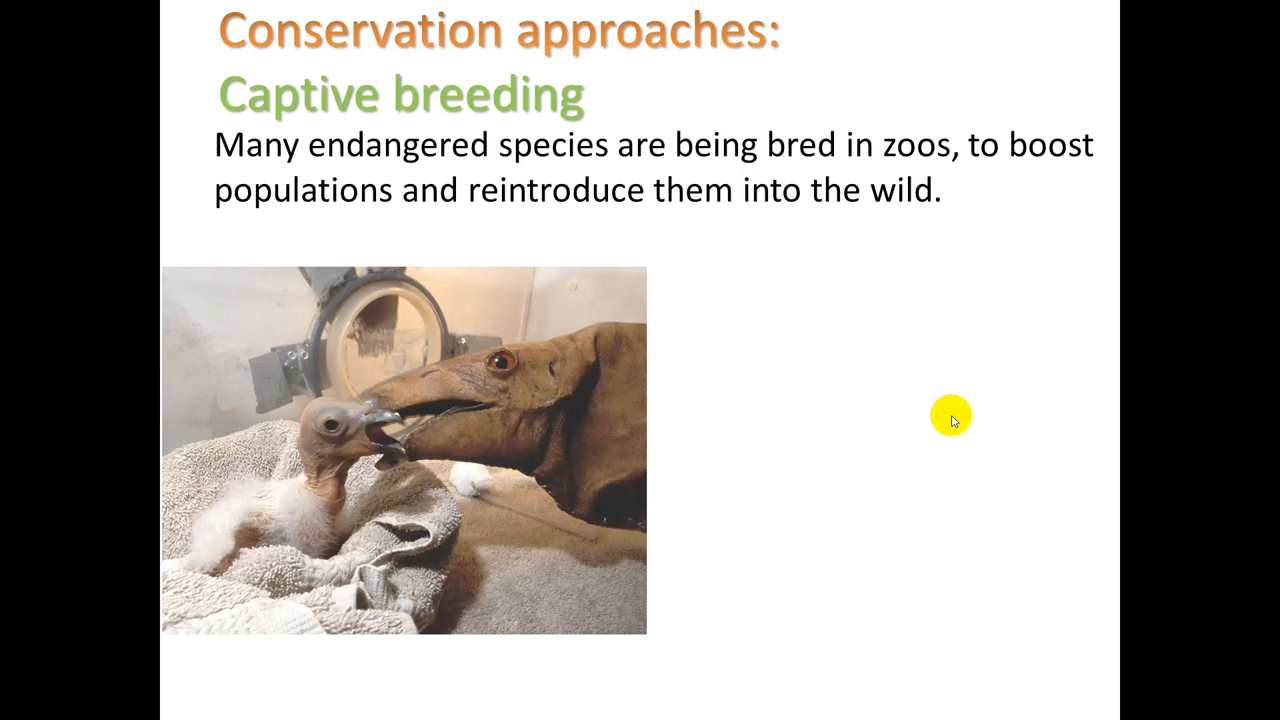 Conservation approaches:
Captive breeding
Many endangered species are being bred in zoos, to boost
populations and reintroduce them into the wild.